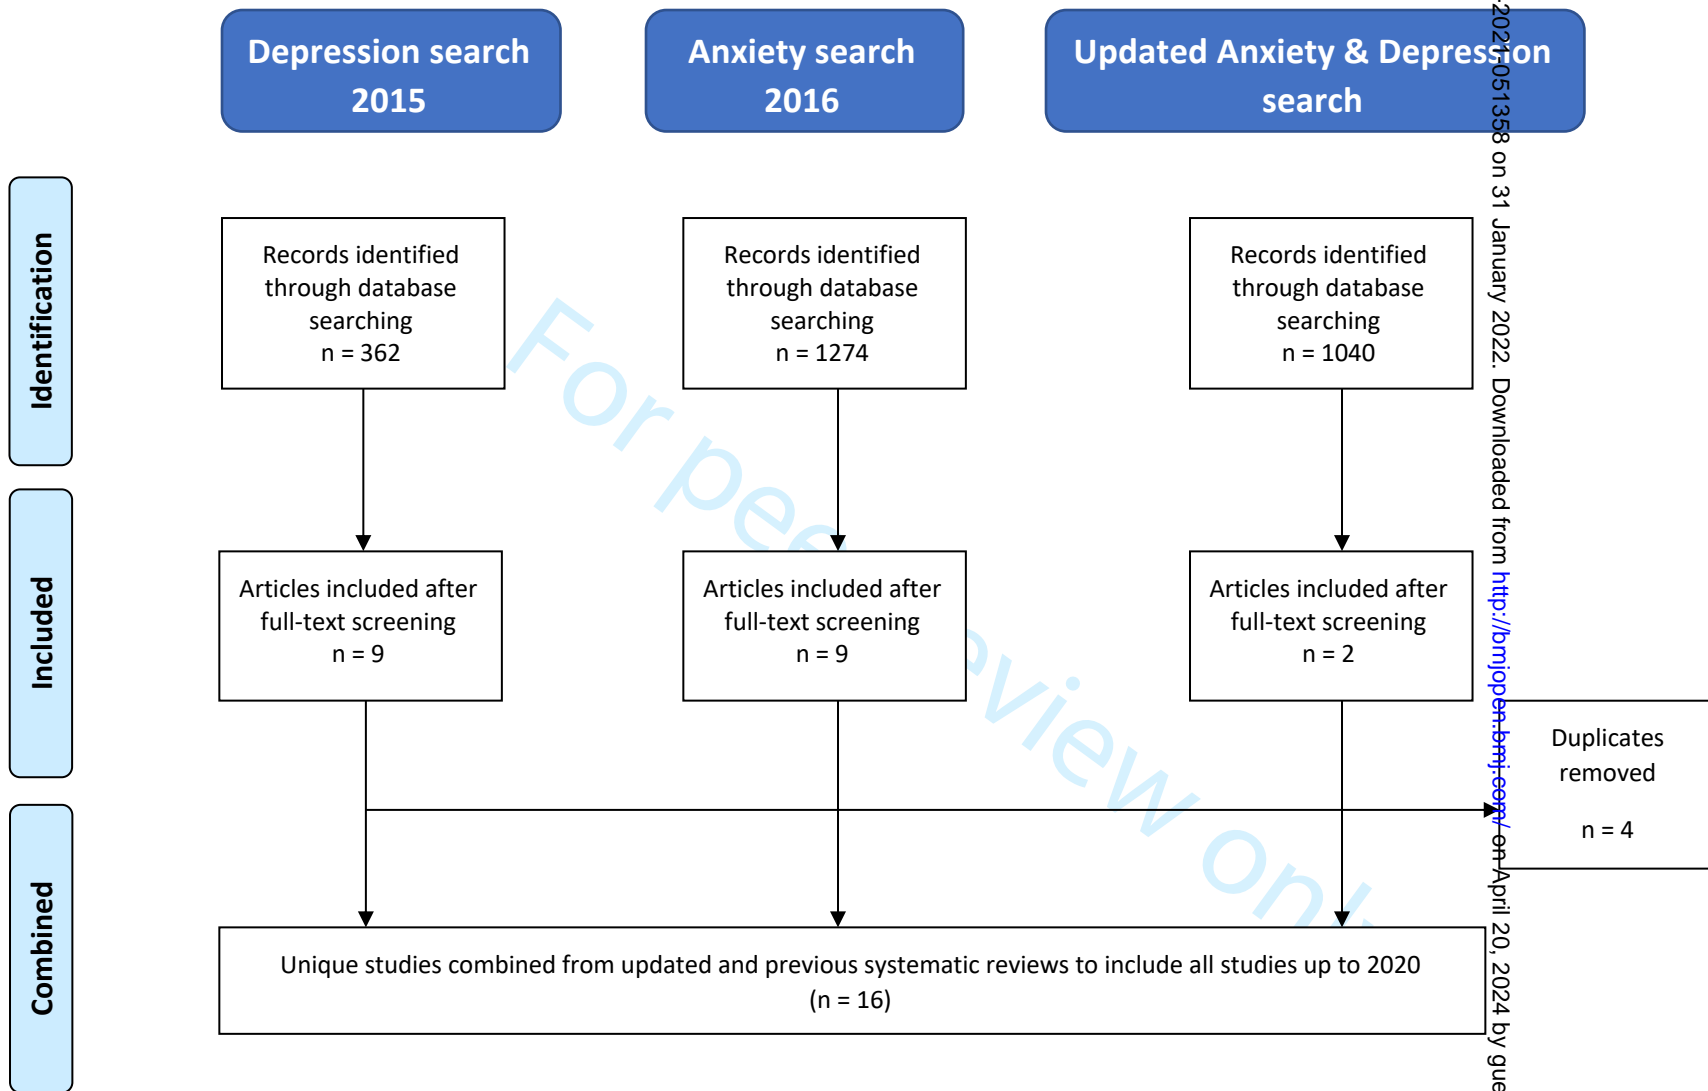 Depression search
2015
Anxiety search
2016
Updated Anxiety & Depression
search
Identification
Records identified
through database
searching
n = 362
Records identified
through database
searching
n = 1274
Records identified
through database
searching
n = 1040
Included
Articles included after
full-text screening
n = 9
Articles included after
full-text screening
n = 9
Articles included after
full-text screening
n = 2
Duplicates
removed
n = 4
Combined
Unique studies combined from updated and previous systematic reviews to include all studies up to 2020
(n = 16)
For peer review only
-2021-051358 on 31 January 2022. Downloaded from http://bmjopen.bmj.com/ on April 20, 2024 by